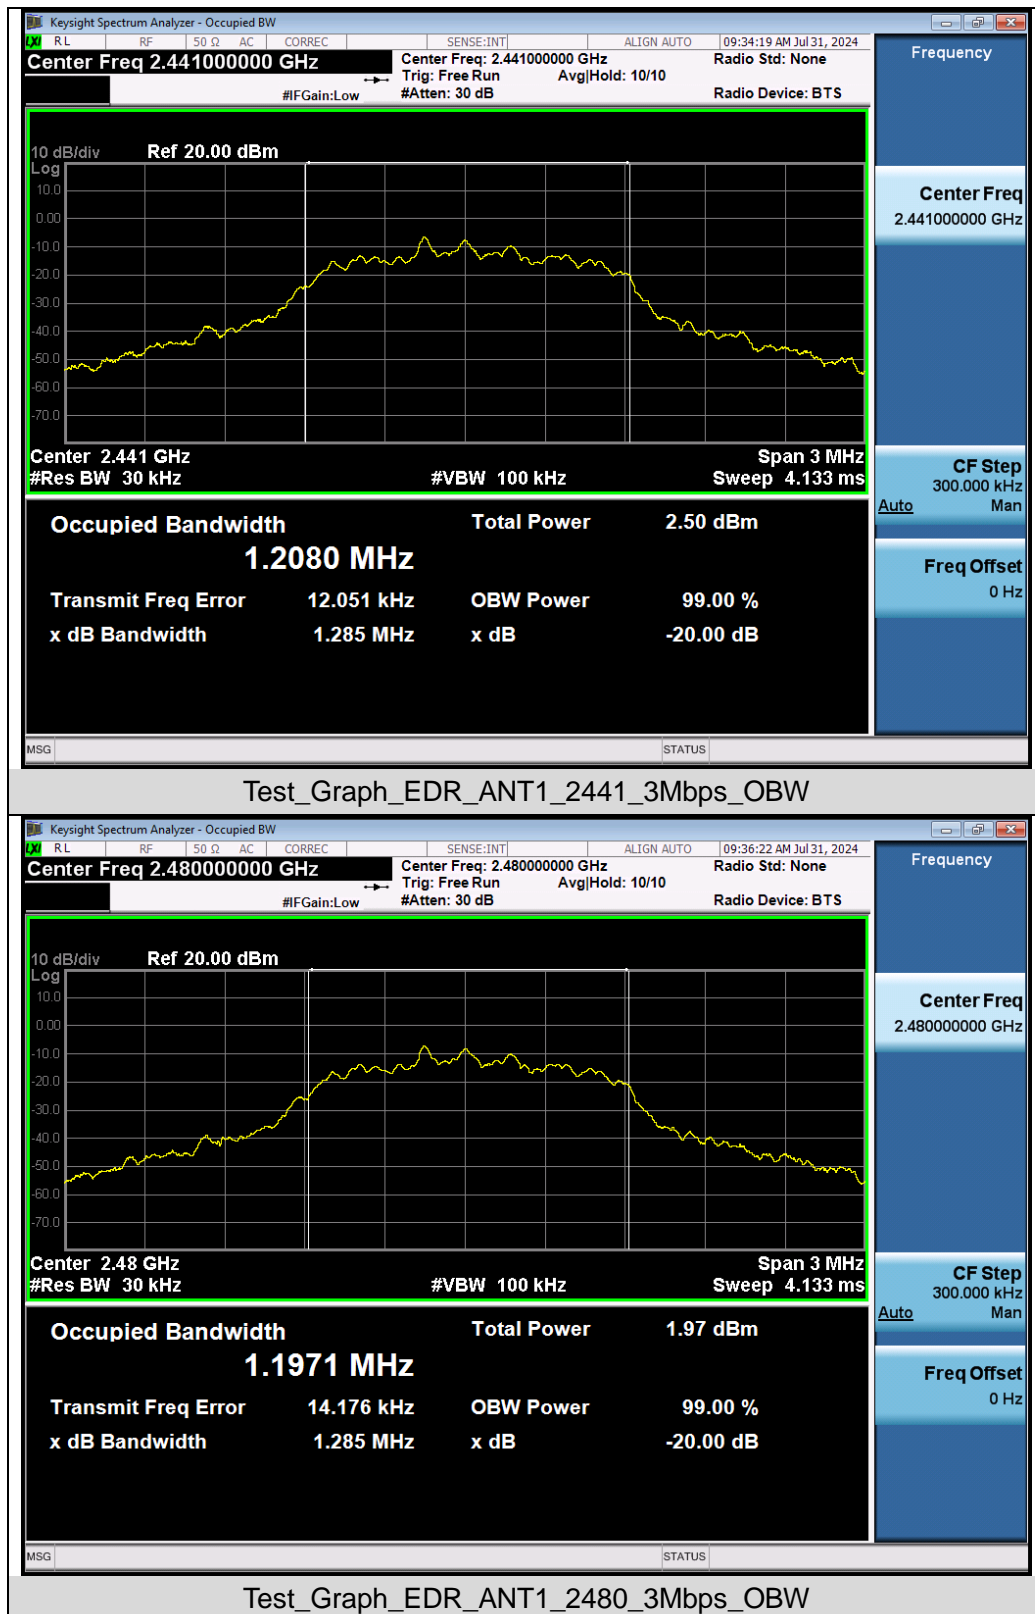 Keysight Spectrum Analyzer - Occupied BW
LXI RL RF 50 Ω AC CORREC SENSE:INT ALIGN AUTO 09:34:19 AM Jul 31, 2024
Center Freq 2.441000000 GHz
Center Freq: 2.441000000 GHz Radio Std: None
Trig: Free Run Avg|Hold: 10/10
#IFGain:Low #Atten: 30 dB Radio Device: BTS
Frequency
10 dB/div Ref 20.00 dBm
Log
10.0
0.00
-10.0
-20.0
-30.0
-40.0
-50.0
-60.0
-70.0
Center Freq
2.441000000 GHz
Center 2.441 GHz Span 3 MHz
#Res BW 30 kHz #VBW 100 kHz Sweep 4.133 ms
CF Step
300.000 kHz
Auto Man
Freq Offset
0 Hz
Occupied Bandwidth Total Power 2.50 dBm
1.2080 MHz
Transmit Freq Error 12.051 kHz OBW Power 99.00 %
x dB Bandwidth 1.285 MHz x dB -20.00 dB
MSG STATUS
Test_Graph_EDR_ANT1_2441_3Mbps_OBW
Keysight Spectrum Analyzer - Occupied BW
LXI RL RF 50 Ω AC CORREC SENSE:INT ALIGN AUTO 09:36:22 AM Jul 31, 2024
Center Freq 2.480000000 GHz
Center Freq: 2.480000000 GHz Radio Std: None
Trig: Free Run Avg|Hold: 10/10
#IFGain:Low #Atten: 30 dB Radio Device: BTS
Frequency
10 dB/div Ref 20.00 dBm
Log
10.0
0.00
-10.0
-20.0
-30.0
-40.0
-50.0
-60.0
-70.0
Center Freq
2.480000000 GHz
Center 2.48 GHz Span 3 MHz
#Res BW 30 kHz #VBW 100 kHz Sweep 4.133 ms
CF Step
300.000 kHz
Auto Man
Freq Offset
0 Hz
Occupied Bandwidth Total Power 1.97 dBm
1.1971 MHz
Transmit Freq Error 14.176 kHz OBW Power 99.00 %
x dB Bandwidth 1.285 MHz x dB -20.00 dB
MSG STATUS
Test_Graph_EDR_ANT1_2480_3Mbps_OBW